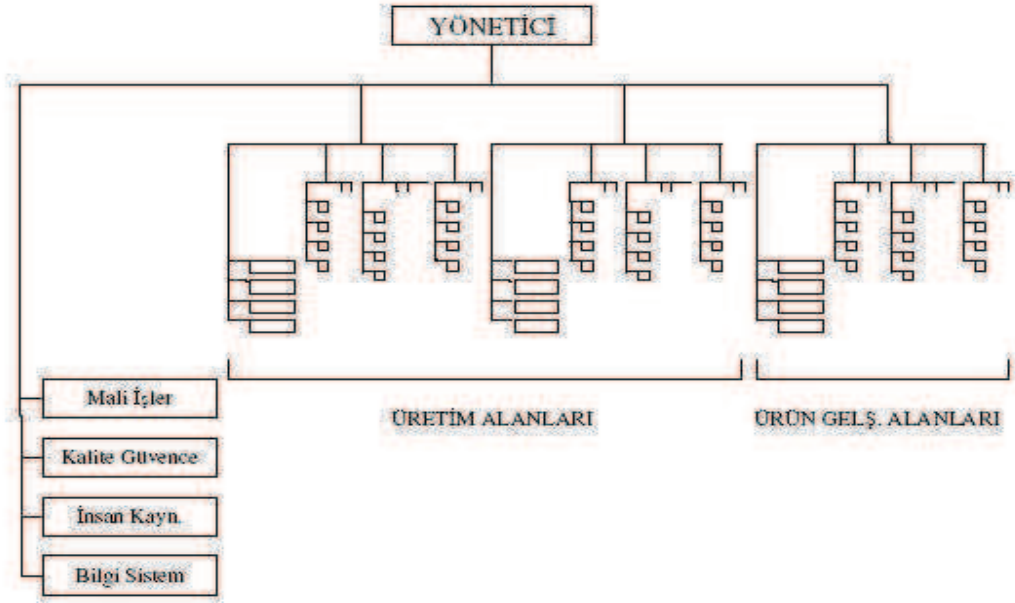 YÖNETİCİ
ÜRETİM ALANLARI
ÜRÜN GELŞ. ALANLARI
Mali İşler
Kalite Güvence
İnsan Kayn.
Bilgi Sistem